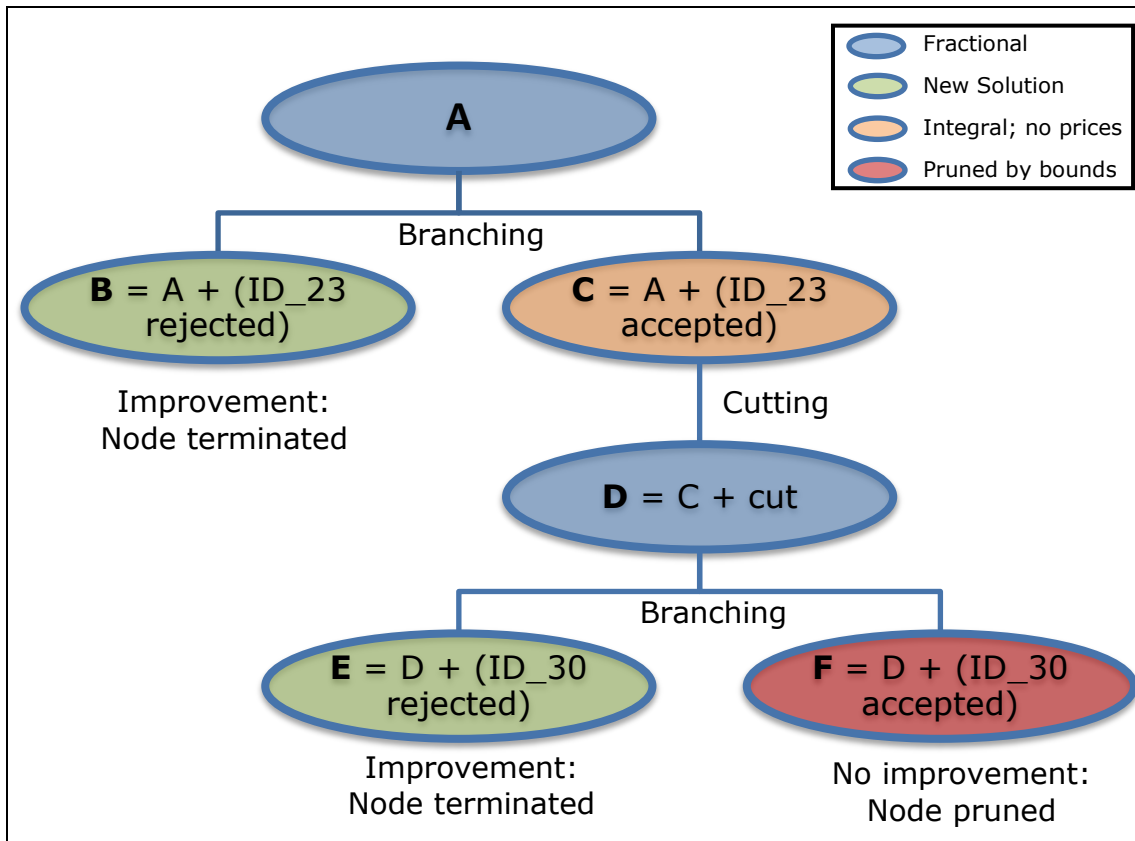 Fractional
New Solution
Integral; no prices
Pruned by bounds
A
Branching
B = A + (ID_23
rejected)
C = A + (ID_23
accepted)
Improvement:
Node terminated
Cutting
D = C + cut
Branching
E = D + (ID_30
rejected)
F = D + (ID_30
accepted)
Improvement:
Node terminated
No improvement:
Node pruned